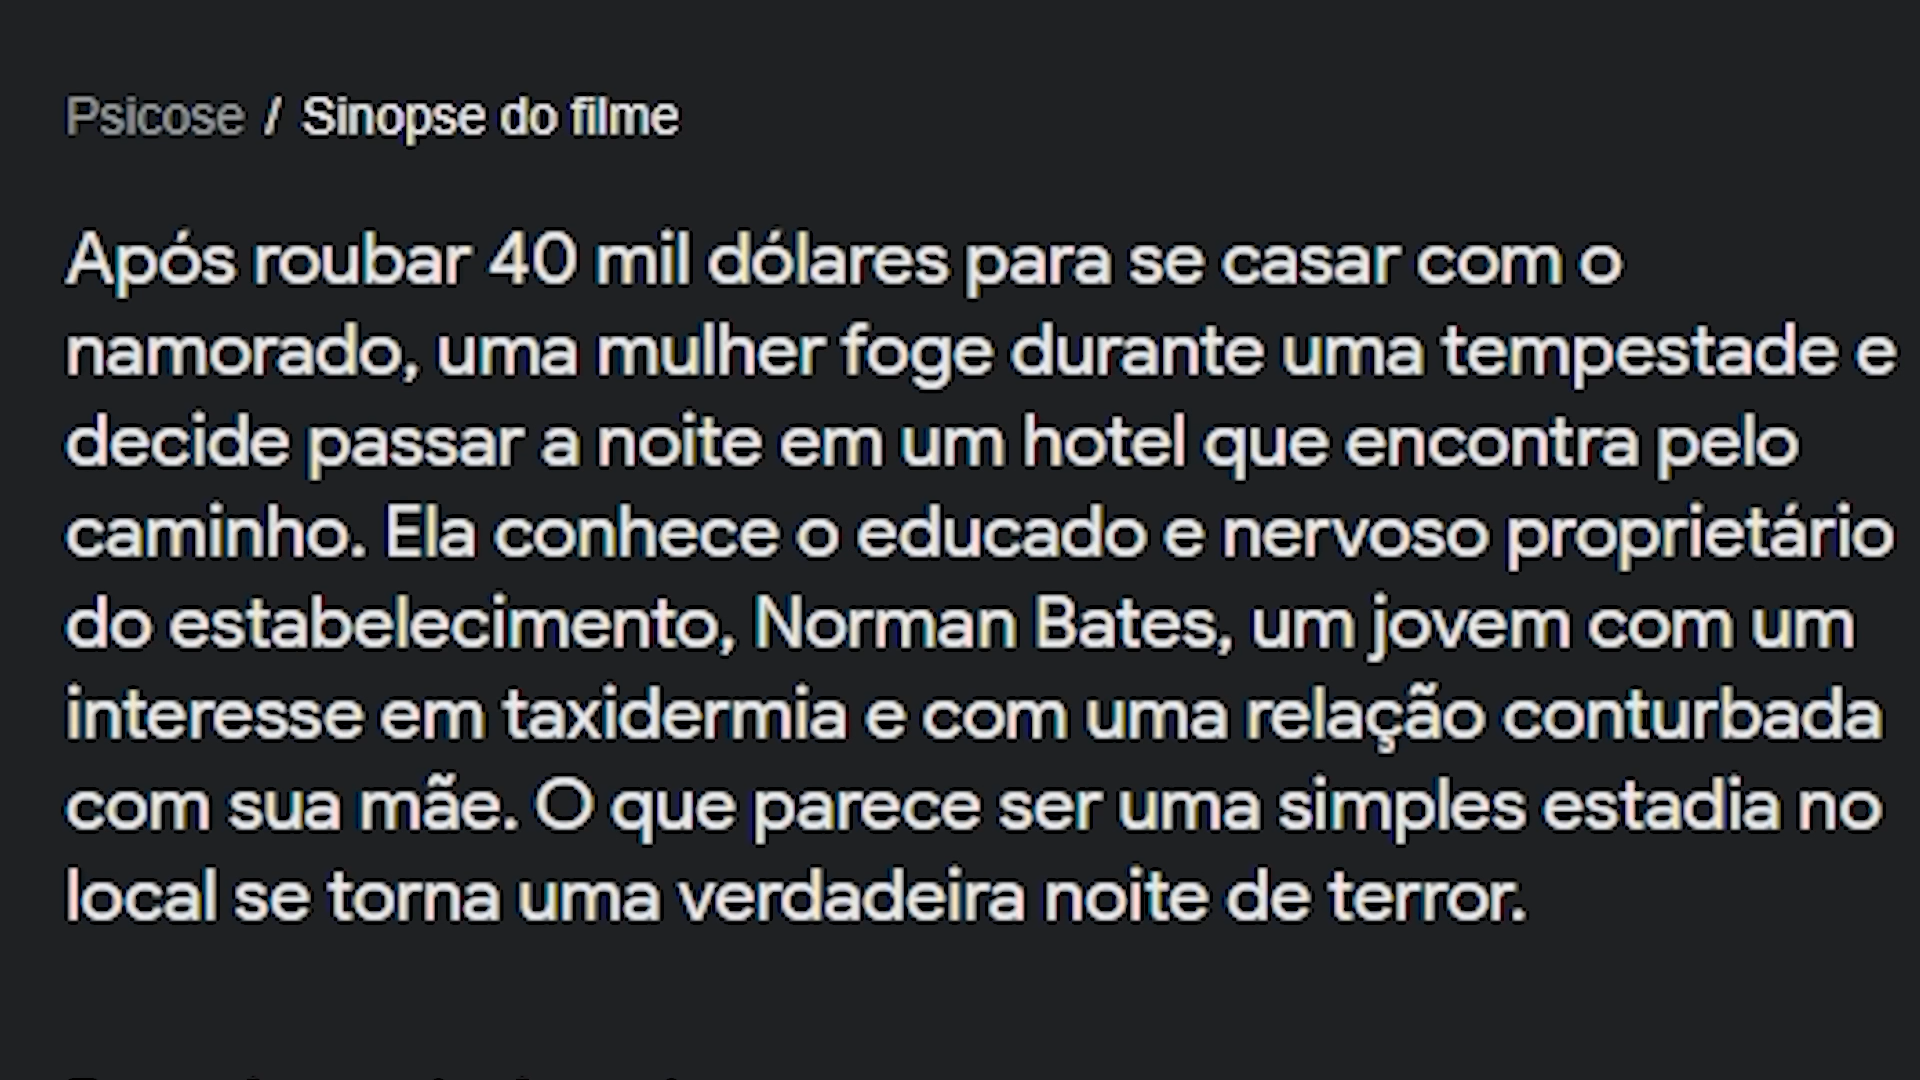 Psicose / Sinopse do filme
Após roubar 40 mil dólares para se casar com o
namorado, uma mulher foge durante uma tempestade e
decide passar a noite em um hotel que encontra pelo
caminho. Ela conhece o educado e nervoso proprietário
do estabelecimento, Norman Bates, um jovem com um
interesse em taxidermia e com uma relação conturbada
com sua mãe. O que parece ser uma simples estadia no
local se torna uma verdadeira noite de terror.